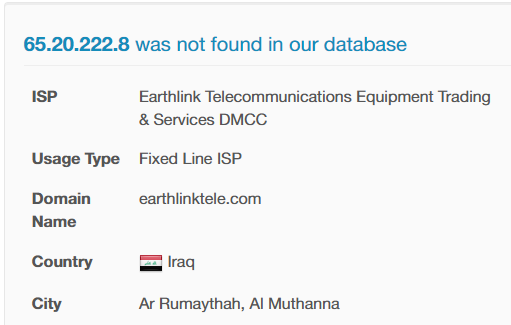 65.20.222.8 was not found in our database
ISP Earthlink Telecommunications Equipment Trading
& Services DMCC
Usage Type Fixed Line ISP
Domain earthlinktele.com
Name
Country Iraq
City Ar Rumaythah, Al Muthanna